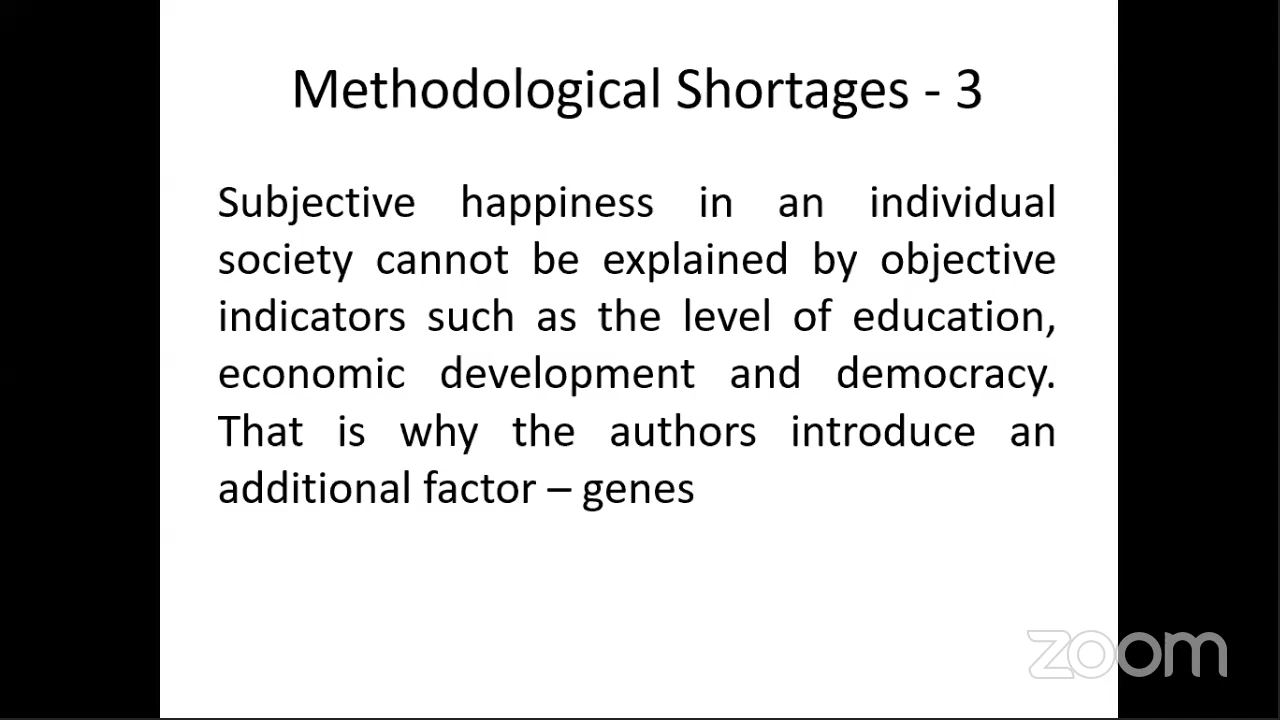 Methodological Shortages - 3
Subjective happiness in an individual
society cannot be explained by objective
indicators such as the level of education,
economic development and democracy.
That is why the authors introduce an
additional factor – genes
zoom